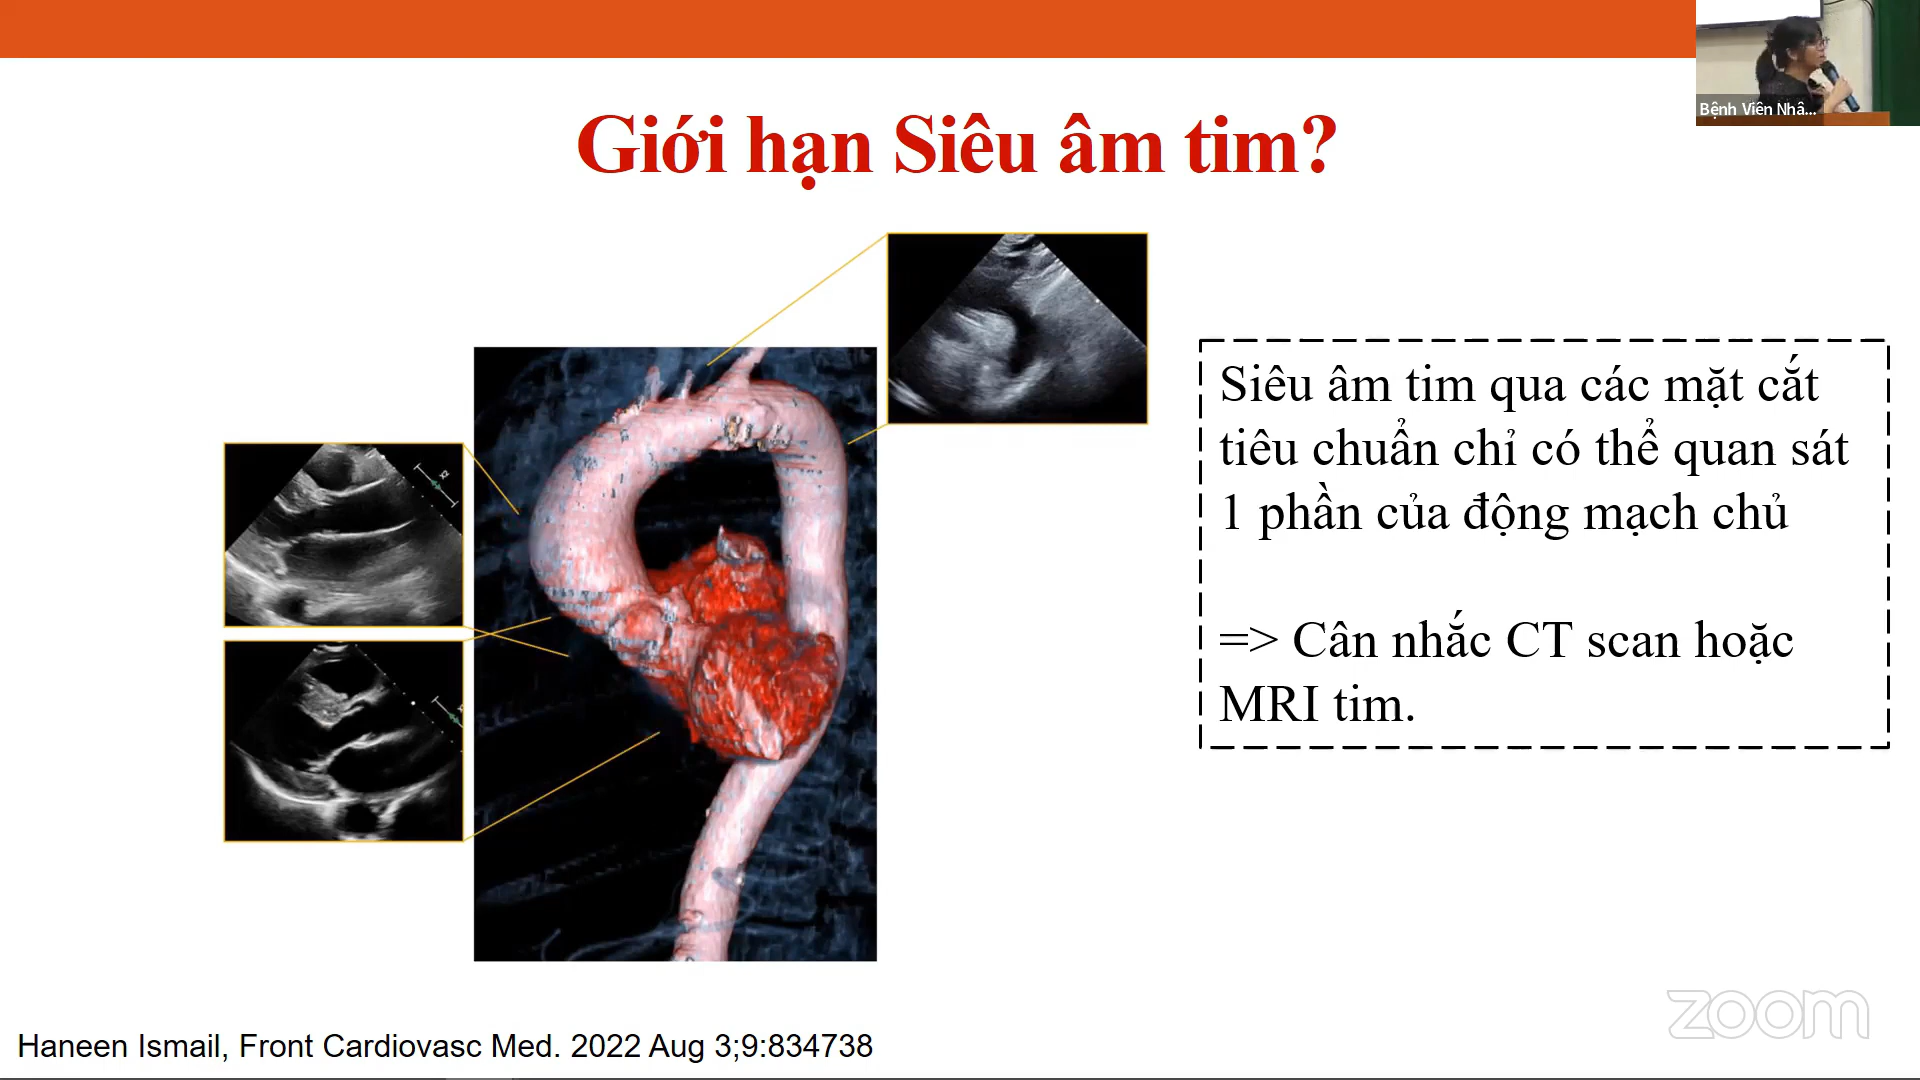 Bệnh Viện Nhâ...
Giới hạn Siêu âm tim?
Siêu âm tim qua các mặt cắt
tiêu chuẩn chỉ có thể quan sát
1 phần của động mạch chủ
=> Cân nhắc CT scan hoặc
MRI tim.
zoom
Haneen Ismail, Front Cardiovasc Med. 2022 Aug 3;9:834738